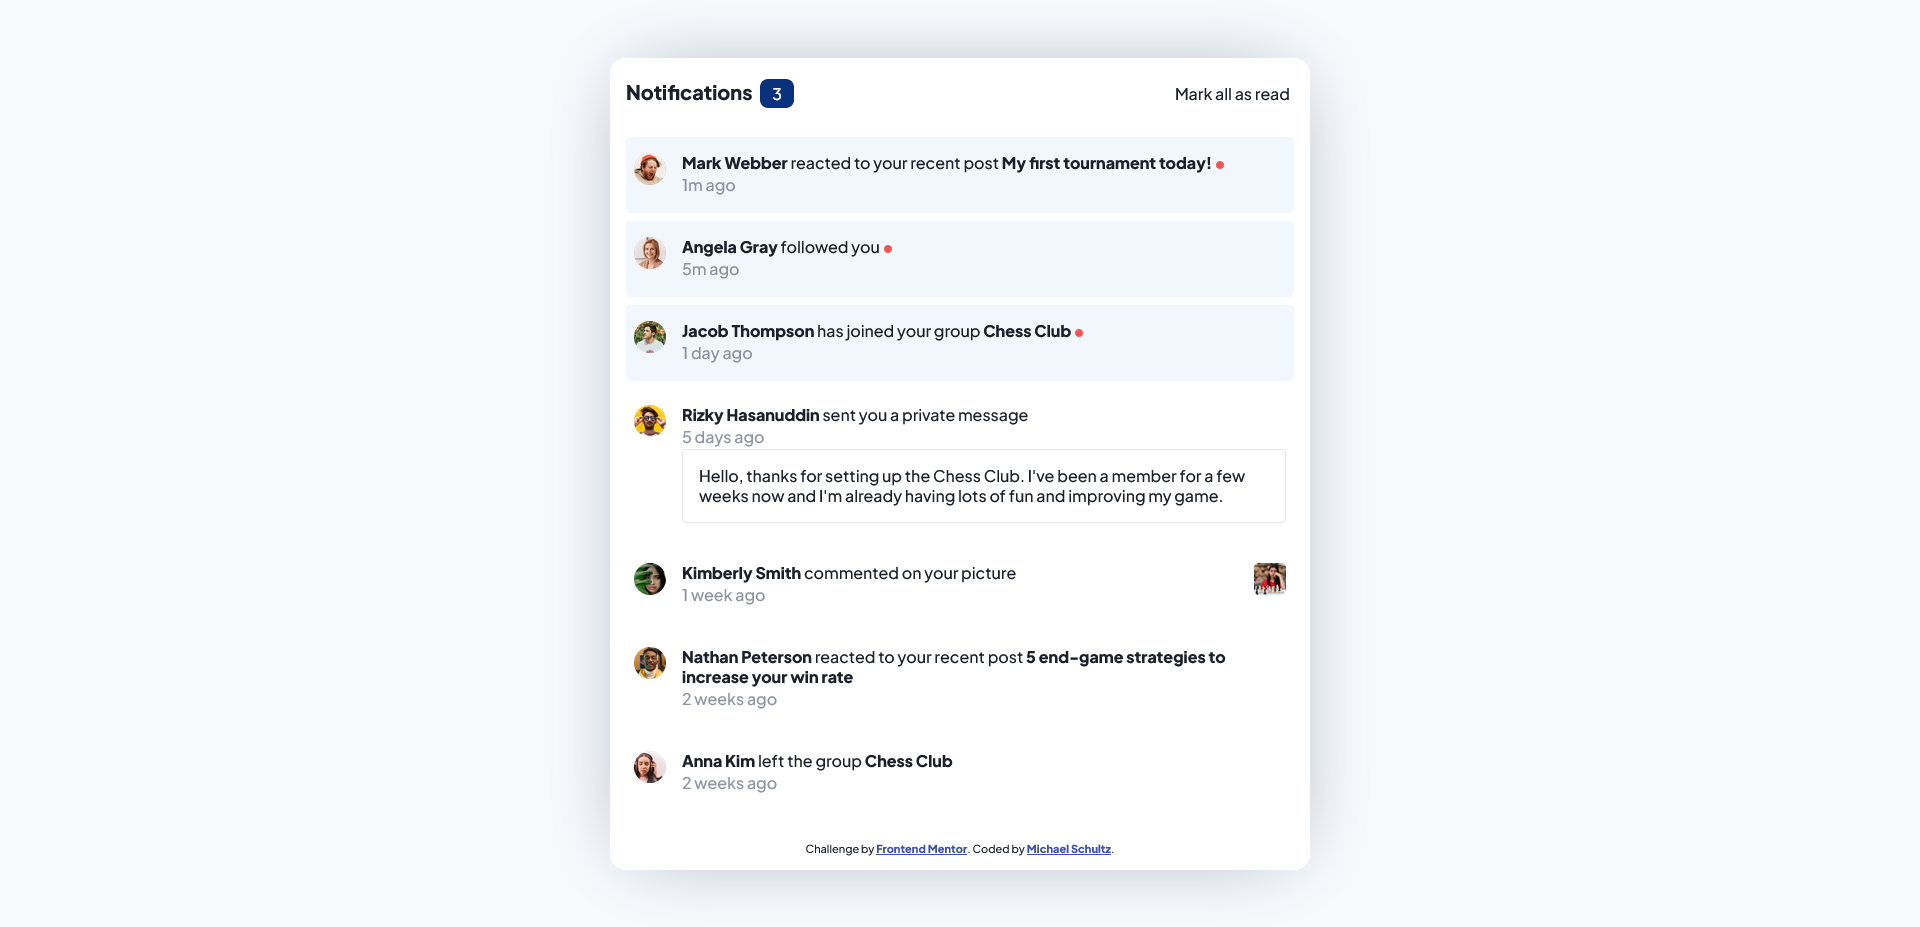 Notifications 3 Mark all as read
Mark Webber reacted to your recent post My first tournament today!
1m ago
Angela Gray followed you
5m ago
Jacob Thompson has joined your group Chess Club
1 day ago
Rizky Hasanuddin sent you a private message
5 days ago
Hello, thanks for setting up the Chess Club. I've been a member for a few
weeks now and I'm already having lots of fun and improving my game.
Kimberly Smith commented on your picture
1 week ago
Nathan Peterson reacted to your recent post 5 end-game strategies to
increase your win rate
2 weeks ago
Anna Kim left the group Chess Club
2 weeks ago
Challenge by Frontend Mentor. Coded by Michael Schultz.